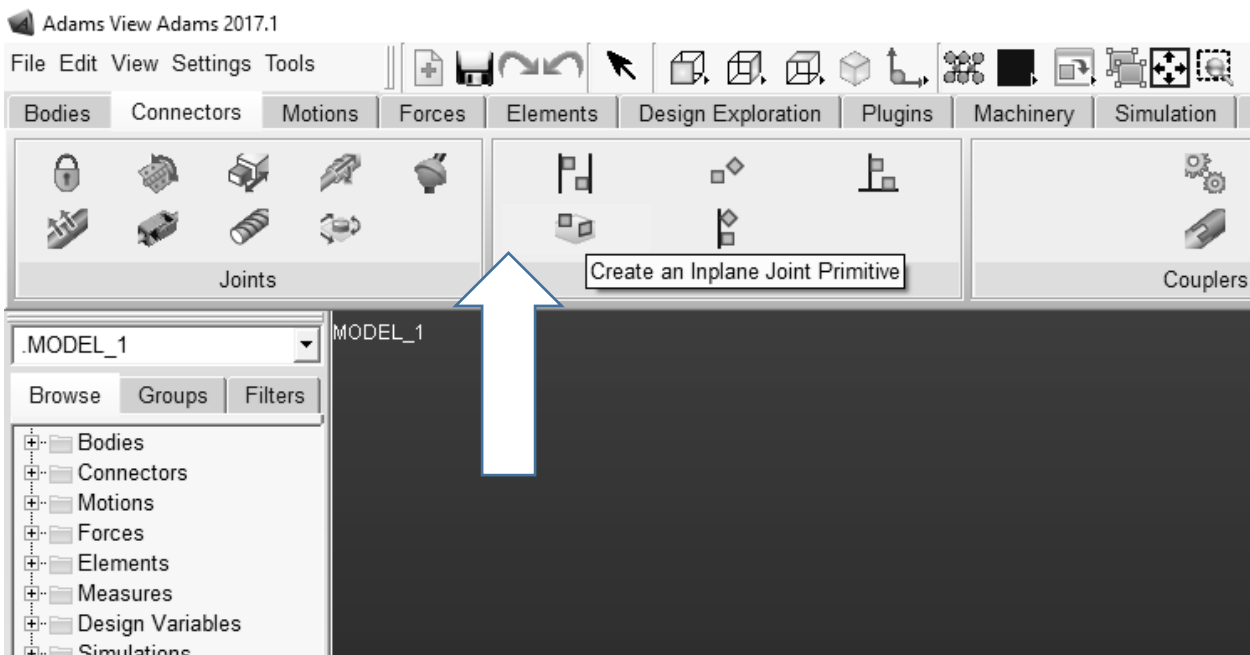 Adams View Adams 2017.1
File Edit View Settings Tools
Bodies Connectors Motions Forces Elements Design Exploration Plugins Machinery Simulation
Create an Inplane Joint Primitive
Joints Couplers
.MODEL_1
MODEL_1
Browse Groups Filters
Bodies
Connectors
Motions
Forces
Elements
Measures
Design Variables
Simulations